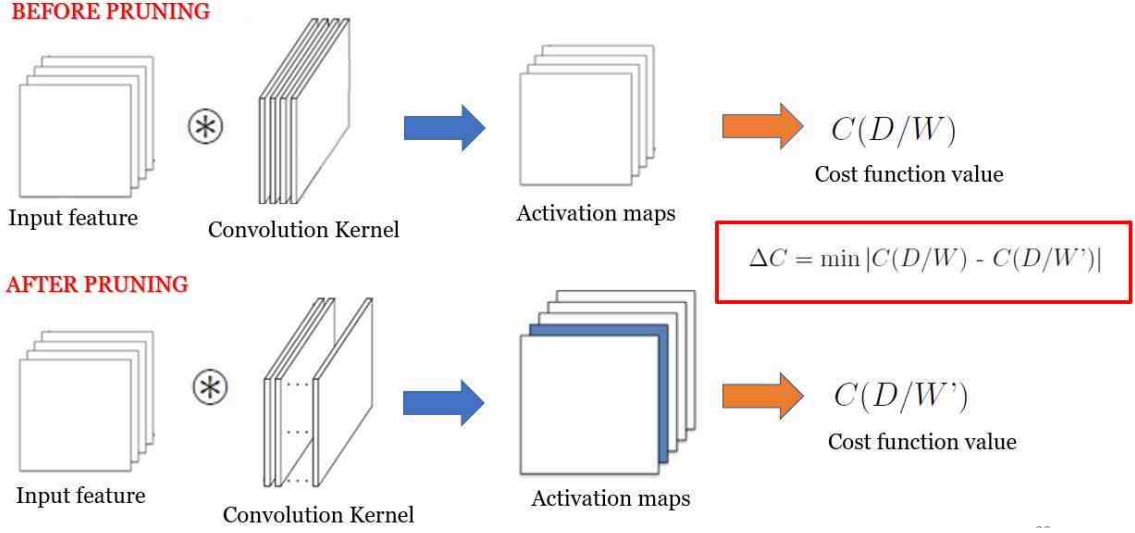 BEFORE PRUNING
Input feature
Convolution Kernel
Activation maps
C(D/W)
Cost function value
ΔC = min |C(D/W) - C(D/W’)|
AFTER PRUNING
Input feature
... 
...
...
Convolution Kernel
Activation maps
C(D/W’)
Cost function value